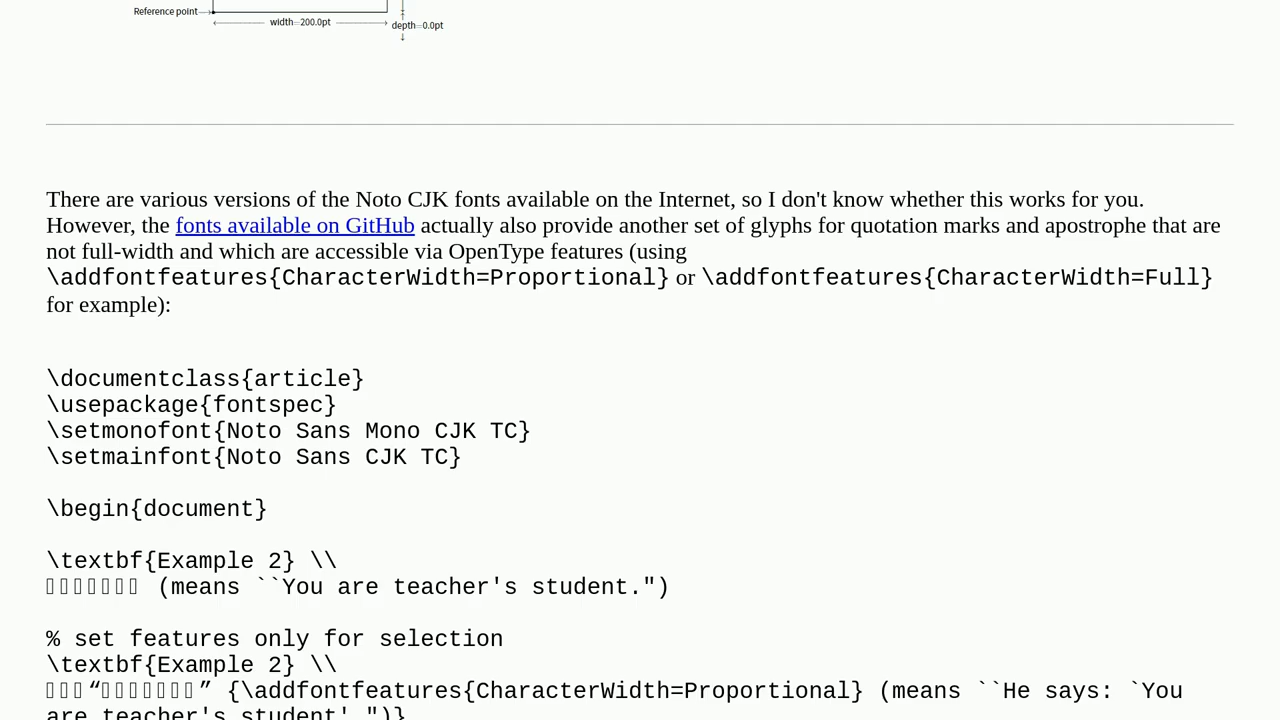 Reference point
width=200.0pt
depth=0.0pt
There are various versions of the Noto CJK fonts available on the Internet, so I don't know whether this works for you.
However, the fonts available on GitHub actually also provide another set of glyphs for quotation marks and apostrophe that are
not full-width and which are accessible via OpenType features (using
\addfontfeatures{CharacterWidth=Proportional} or \addfontfeatures{CharacterWidth=Full}
for example):
\documentclass{article}
\usepackage{fontspec}
\setmonofont{Noto Sans Mono CJK TC}
\setmainfont{Noto Sans CJK TC}
\begin{document}
\textbf{Example 2} \\
(means ``You are teacher's student.")
% set features only for selection
\textbf{Example 2} \\
“ ” {\addfontfeatures{CharacterWidth=Proportional} (means ``He says: `You
are teacher's student'.")}